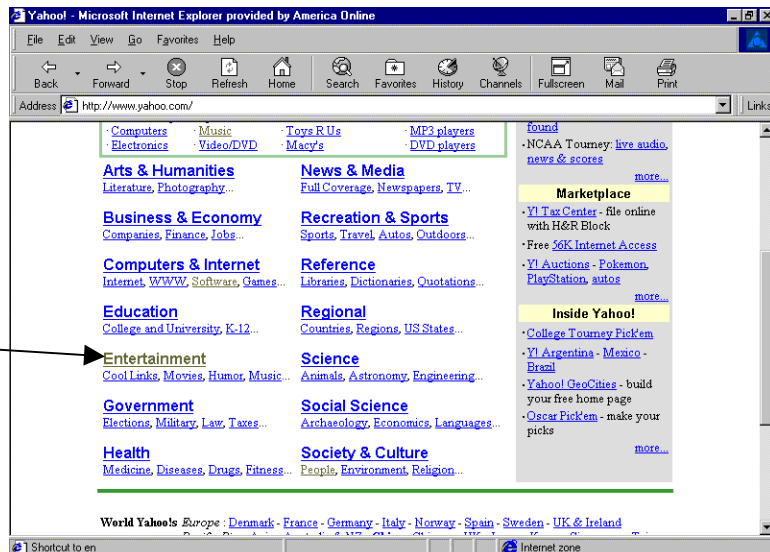 Yahoo! - Microsoft Internet Explorer provided by America Online
File Edit View Go Favorites Help
Back Forward Stop Refresh Home Search Favorites History Channels Fullscreen Mail Print
Address http://www.yahoo.com/ Links
· Computers · Music · Toys R Us · MP3 players
· Electronics · Video/DVD · Macy's · DVD players
Arts & Humanities
Literature, Photography...
News & Media
Full Coverage, Newspapers, TV...
Business & Economy
Companies, Finance, Jobs...
Recreation & Sports
Sports, Travel, Autos, Outdoors...
Computers & Internet
Internet, WWW, Software, Games...
Reference
Libraries, Dictionaries, Quotations...
Education
College and University, K-12...
Regional
Countries, Regions, US States...
Entertainment
Cool Links, Movies, Humor, Music...
Science
Animals, Astronomy, Engineering...
Government
Elections, Military, Law, Taxes...
Social Science
Archaeology, Economics, Languages...
Health
Medicine, Diseases, Drugs, Fitness...
Society & Culture
People, Environment, Religion...
found
·NCAA Tourney: live audio,
news & scores
more...
Marketplace
·Y! Tax Center - file online
with H&R Block
·Free 56K Internet Access
·Y! Auctions - Pokemon,
PlayStation, autos
more...
Inside Yahoo!
·College Tourney Pick'em
·Y! Argentina - Mexico -
Brazil
·Yahoo! GeoCities - build
your free home page
·Oscar Pick'em - make your
picks
more...
World Yahoo!s Europe : Denmark - France - Germany - Italy - Norway - Spain - Sweden - UK & Ireland
Shortcut to en
Internet zone